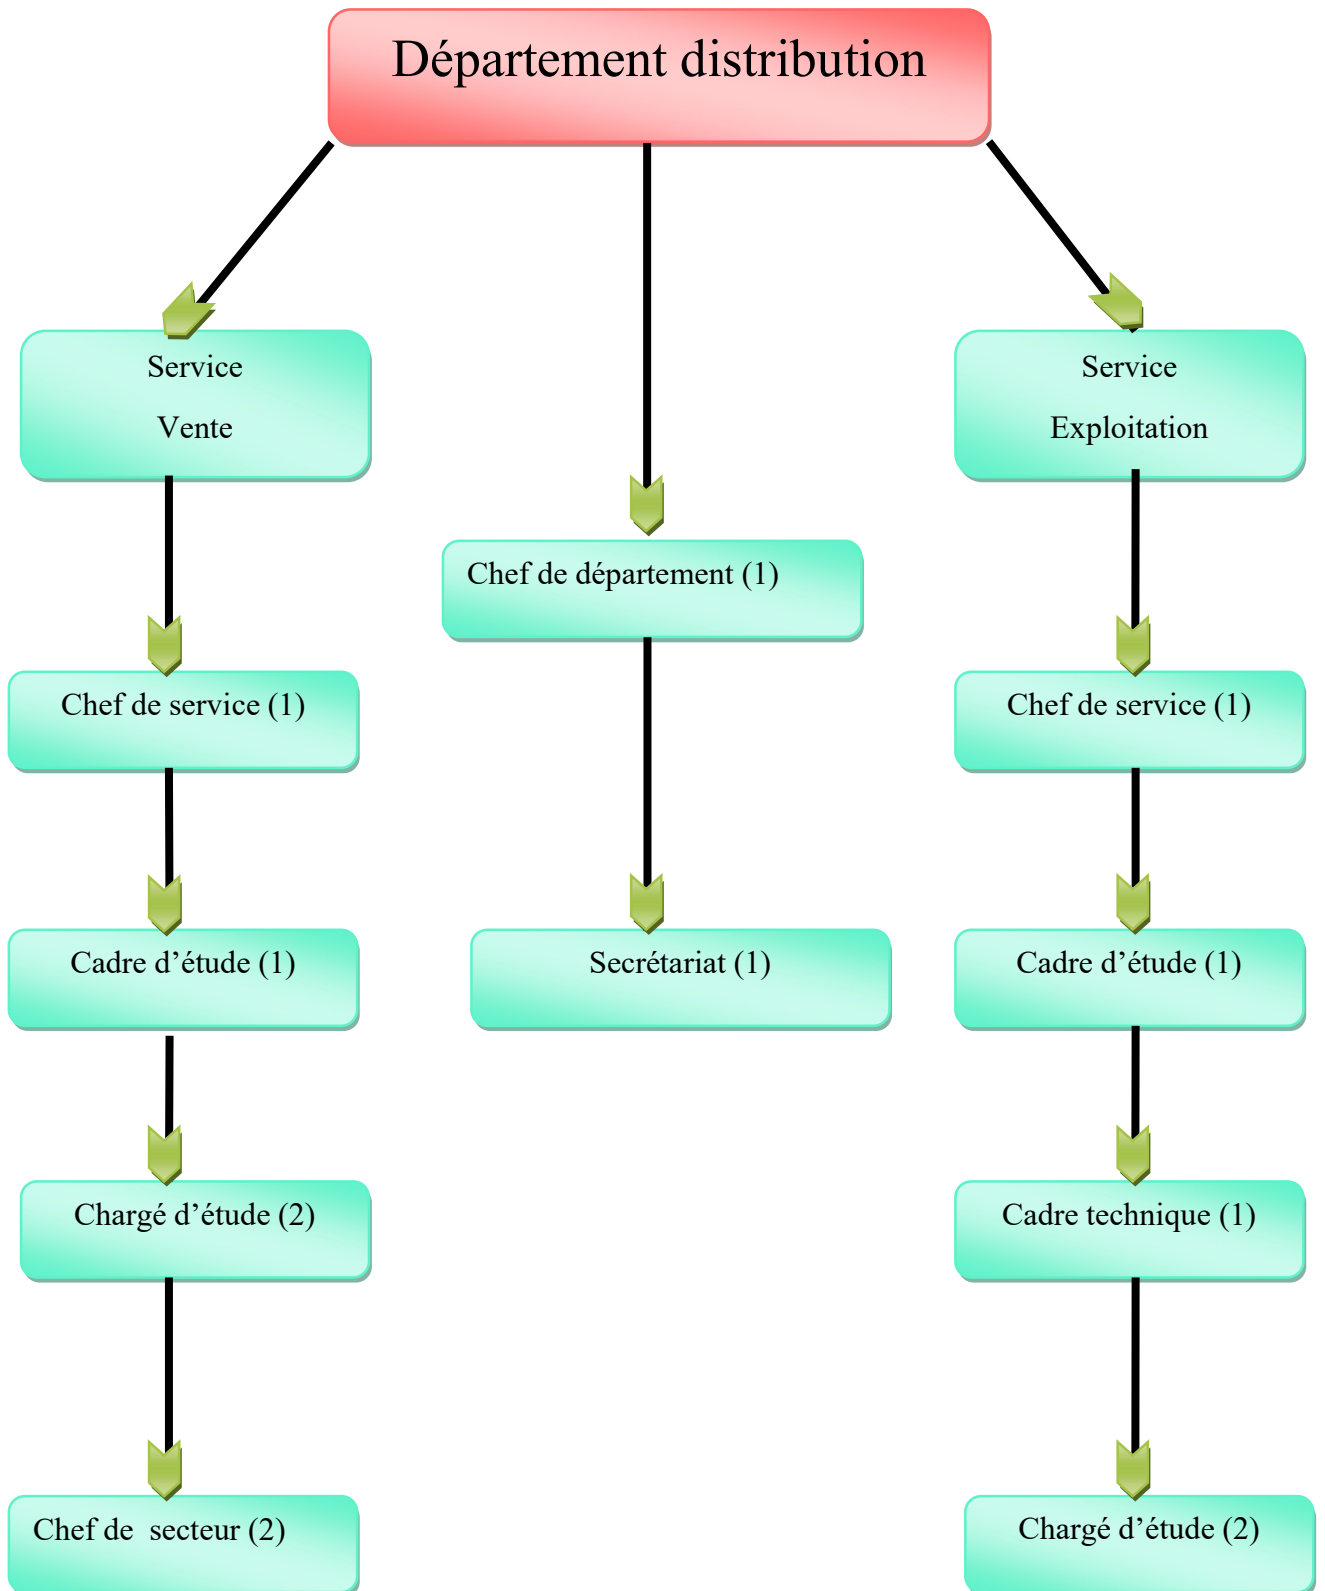 Département distribution
Service
Vente
Service
Exploitation
Chef de département (1)
Chef de service (1)
Chef de service (1)
Cadre d’étude (1)
Secrétariat (1)
Cadre d’étude (1)
Chargé d’étude (2)
Cadre technique (1)
Chef de  secteur (2)
Chargé d’étude (2)